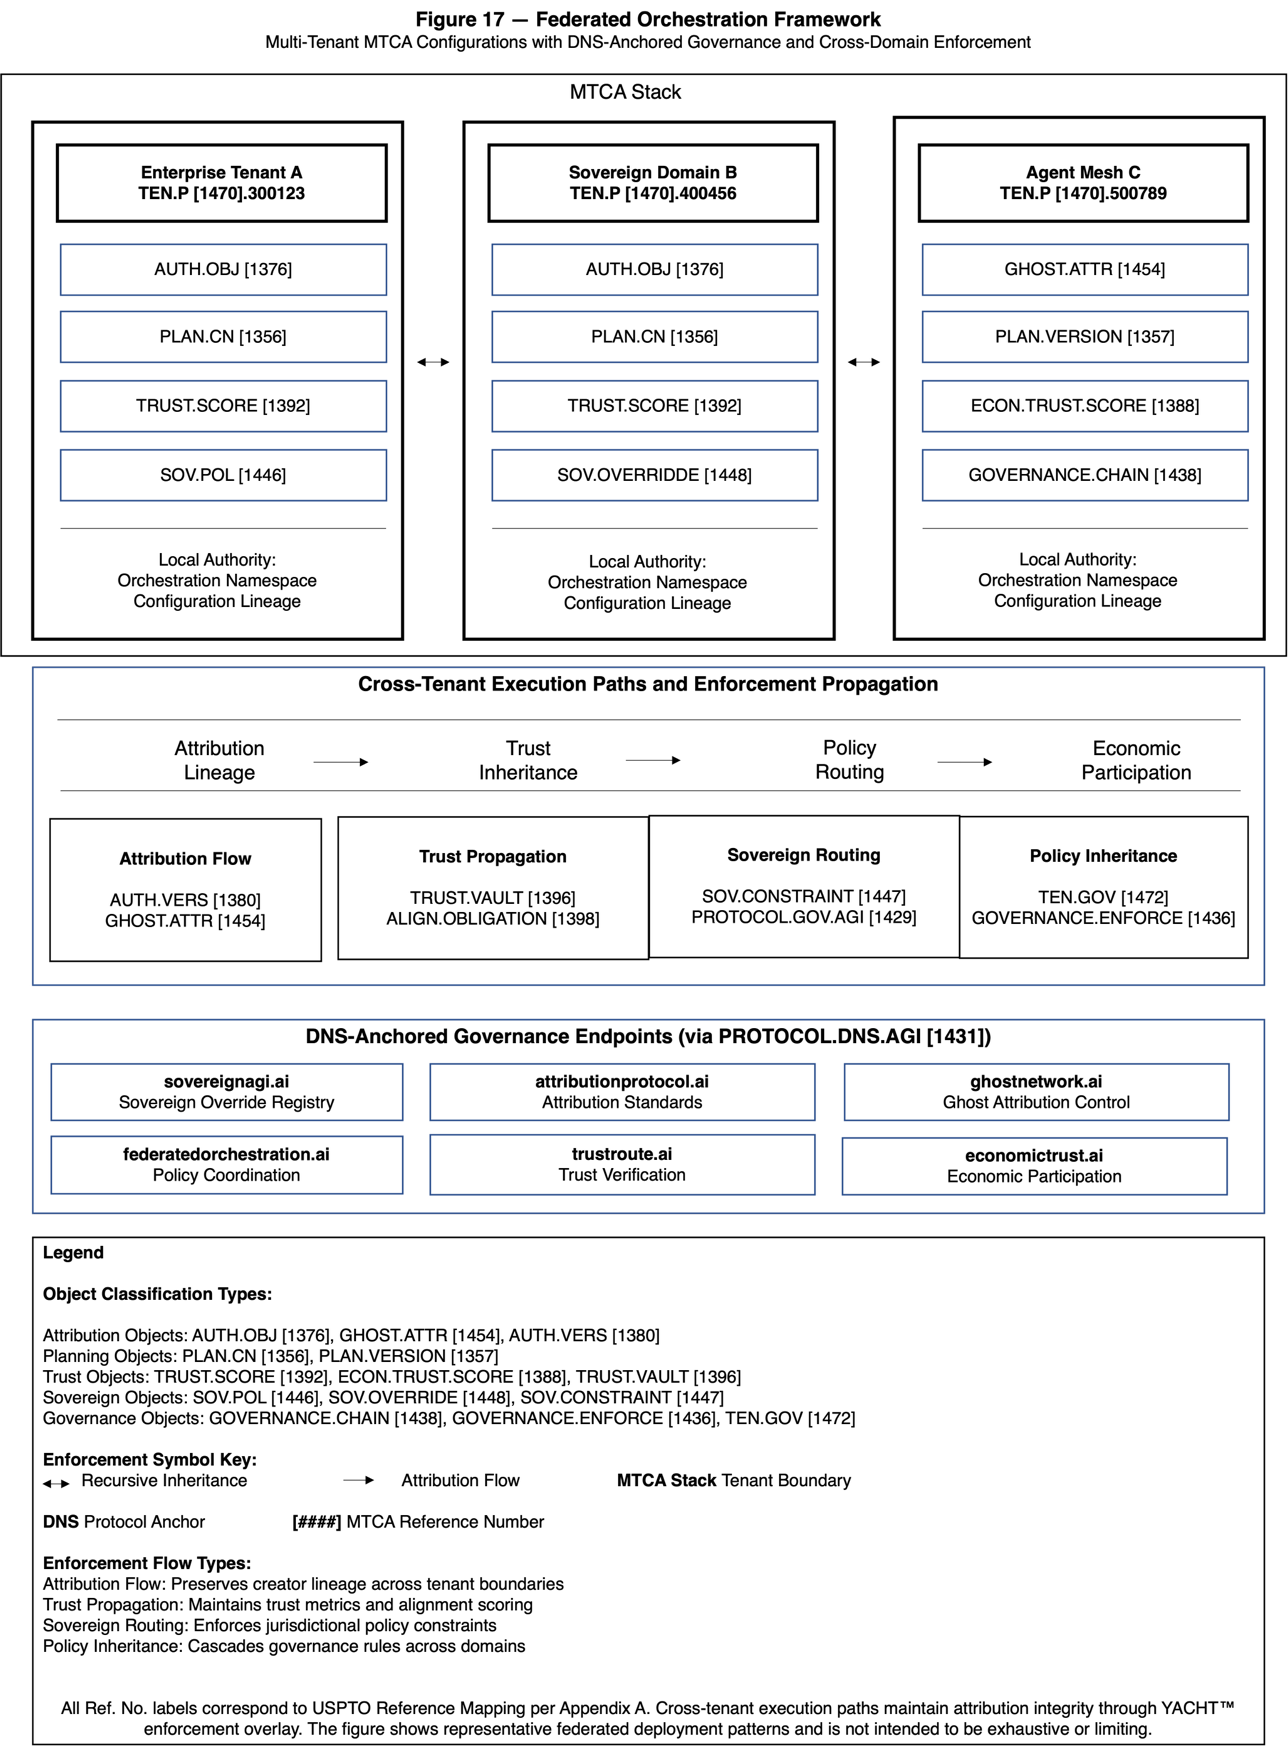 Figure 17 — Federated Orchestration Framework
Multi-Tenant MTCA Configurations with DNS-Anchored Governance and Cross-Domain Enforcement
MTCA Stack
Enterprise Tenant A
TEN.P [1470].300123
AUTH.OBJ [1376]
PLAN.CN [1356]
TRUST.SCORE [1392]
SOV.POL [1446]
Local Authority:
Orchestration Namespace
Configuration Lineage
Sovereign Domain B
TEN.P [1470].400456
AUTH.OBJ [1376]
PLAN.CN [1356]
TRUST.SCORE [1392]
SOV.OVERRIDDE [1448]
Local Authority:
Orchestration Namespace
Configuration Lineage
Agent Mesh C
TEN.P [1470].500789
GHOST.ATTR [1454]
PLAN.VERSION [1357]
ECON.TRUST.SCORE [1388]
GOVERNANCE.CHAIN [1438]
Local Authority:
Orchestration Namespace
Configuration Lineage
Cross-Tenant Execution Paths and Enforcement Propagation
Attribution
Lineage
Trust
Inheritance
Policy
Routing
Economic
Participation
Attribution Flow
AUTH.VERS [1380]
GHOST.ATTR [1454]
Trust Propagation
TRUST.VAULT [1396]
ALIGN.OBLIGATION [1398]
Sovereign Routing
SOV.CONSTRAINT [1447]
PROTOCOL.GOV.AGI [1429]
Policy Inheritance
TEN.GOV [1472]
GOVERNANCE.ENFORCE [1436]
DNS-Anchored Governance Endpoints (via PROTOCOL.DNS.AGI [1431])
sovereignagi.ai
Sovereign Override Registry
attributionprotocol.ai
Attribution Standards
ghostnetwork.ai
Ghost Attribution Control
federatedorchestration.ai
Policy Coordination
trustroute.ai
Trust Verification
economictrust.ai
Economic Participation
Legend
Object Classification Types:
Attribution Objects: AUTH.OBJ [1376], GHOST.ATTR [1454], AUTH.VERS [1380]
Planning Objects: PLAN.CN [1356], PLAN.VERSION [1357]
Trust Objects: TRUST.SCORE [1392], ECON.TRUST.SCORE [1388], TRUST.VAULT [1396]
Sovereign Objects: SOV.POL [1446], SOV.OVERRIDE [1448], SOV.CONSTRAINT [1447]
Governance Objects: GOVERNANCE.CHAIN [1438], GOVERNANCE.ENFORCE [1436], TEN.GOV [1472]
Enforcement Symbol Key:
↔ Recursive Inheritance → Attribution Flow MTCA Stack Tenant Boundary
DNS Protocol Anchor [####] MTCA Reference Number
Enforcement Flow Types:
Attribution Flow: Preserves creator lineage across tenant boundaries
Trust Propagation: Maintains trust metrics and alignment scoring
Sovereign Routing: Enforces jurisdictional policy constraints
Policy Inheritance: Cascades governance rules across domains
All Ref. No. labels correspond to USPTO Reference Mapping per Appendix A. Cross-tenant execution paths maintain attribution integrity through YACHT™
enforcement overlay. The figure shows representative federated deployment patterns and is not intended to be exhaustive or limiting.